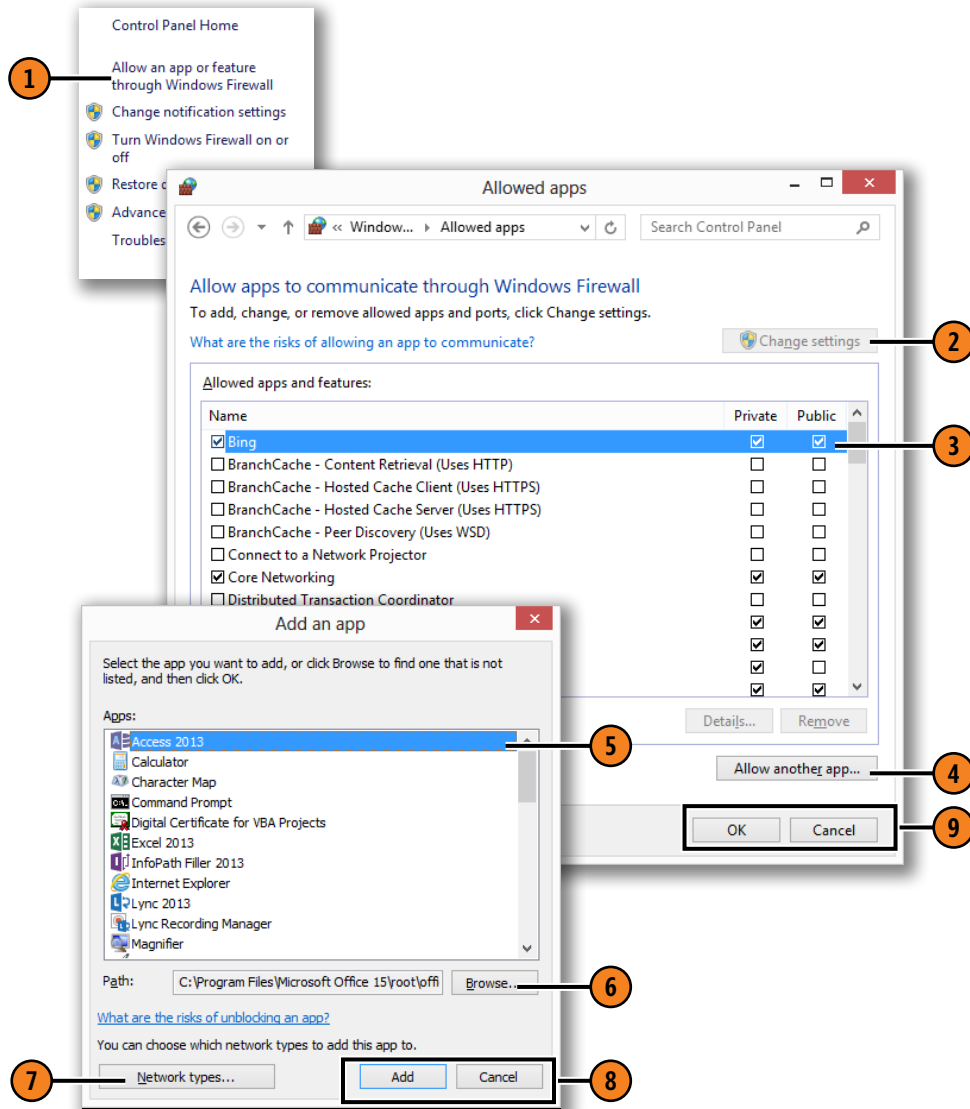 Control Panel Home
1
Allow an app or feature
through Windows Firewall
Change notification settings
Turn Windows Firewall on or
off
Restore
Advance
Troubles
Allowed apps
« Window... Allowed apps
Search Control Panel
Allow apps to communicate through Windows Firewall
To add, change, or remove allowed apps and ports, click Change settings.
What are the risks of allowing an app to communicate?
Change settings
2
Allowed apps and features:
Name Private Public
Bing
3
BranchCache - Content Retrieval (Uses HTTP)
BranchCache - Hosted Cache Client (Uses HTTPS)
BranchCache - Hosted Cache Server (Uses HTTPS)
BranchCache - Peer Discovery (Uses WSD)
Connect to a Network Projector
Core Networking
Distributed Transaction Coordinator
Details... Remove
Allow another app...
4
OK Cancel
9
Add an app
Select the app you want to add, or click Browse to find one that is not
listed, and then click OK.
Apps:
Access 2013
5
Calculator
Character Map
Command Prompt
Digital Certificate for VBA Projects
Excel 2013
InfoPath Filler 2013
Internet Explorer
Lync 2013
Lync Recording Manager
Magnifier
Path: C:\Program Files\Microsoft Office 15\root\offi Browse...
6
What are the risks of unblocking an app?
You can choose which network types to add this app to.
7
Network types... Add Cancel
8